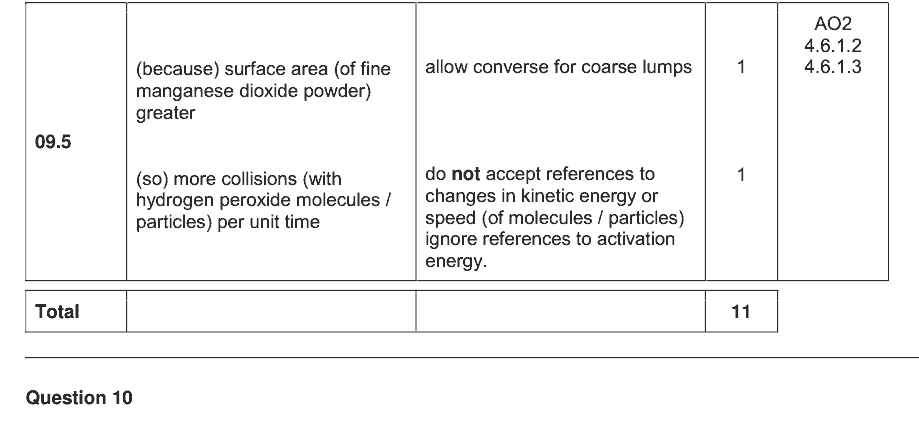 AO2
4.6.1.2
(because) surface area (of fine allow converse for coarse lumps 1 4.6.1.3
manganese dioxide powder)
greater
09.5
(so) more collisions (with do not accept references to 1
hydrogen peroxide molecules / changes in kinetic energy or
particles) per unit time speed (of molecules / particles)
ignore references to activation
energy.
Total 11
Question 10